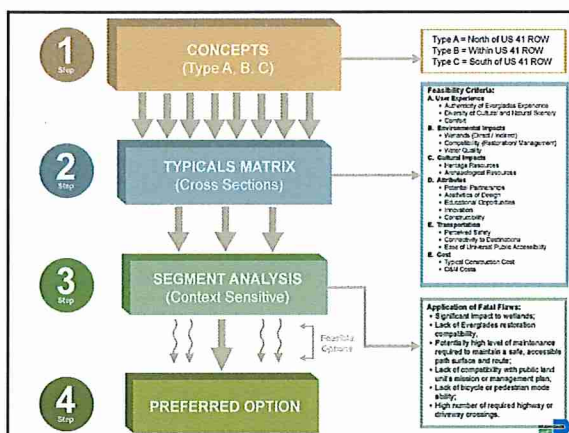 1
Step
CONCEPTS
(Type A, B, C)
Type A = North of US 41 ROW
Type B = Within US 41 ROW
Type C = South of US 41 ROW
2
Step
TYPICALS MATRIX
(Cross Sections)
Feasibility Criteria:
A. User Experience
• Authenticity of Everglades Experience
• Diversity of Cultural and Natural Scenery
• Comfort
B. Environmental Impacts
• Wetlands (Direct / Indirect)
• Compatibility (Restoration/ Management)
• Water Quality
C. Cultural Impacts
• Heritage Resources
• Archaeological Resources
D. Attributes
• Potential Partnerships
• Aesthetics of Design
• Educational Opportunities
• Innovation
• Constructibility
E. Transportation
• Perceived Safety
• Connectivity to Destinations
• Ease of Universal Public Accessibility
E. Cost
• Typical Construction Cost
• O&M Costs
3
Step
SEGMENT ANALYSIS
(Context Sensitive)
Feasible
Options
Application of Fatal Flaws:
• Significant impact to wetlands;
• Lack of Everglades restoration
compatibility,
• Potentially high level of maintenance
required to maintain a safe, accessible
path surface and route;
• Lack of compatibility with public land
unit's mission or management plan,
• Lack of bicycle or pedestrian mode
ability;
• High number of required highway or
driveway crossings.
4
Step
PREFERRED OPTION